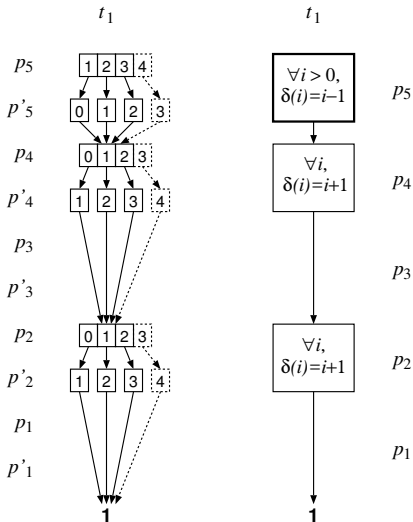 t1 t1
p5 1 2 3 4 ∀i > 0,
δ(i)=i−1 p5
p'5 0 1 2 3
p4 0 1 2 3 ∀i,
δ(i)=i+1 p4
p'4 1 2 3 4
p3 p3
p'3
p2 0 1 2 3 ∀i,
δ(i)=i+1 p2
p'2 1 2 3 4
p1 p1
p'1
1 1